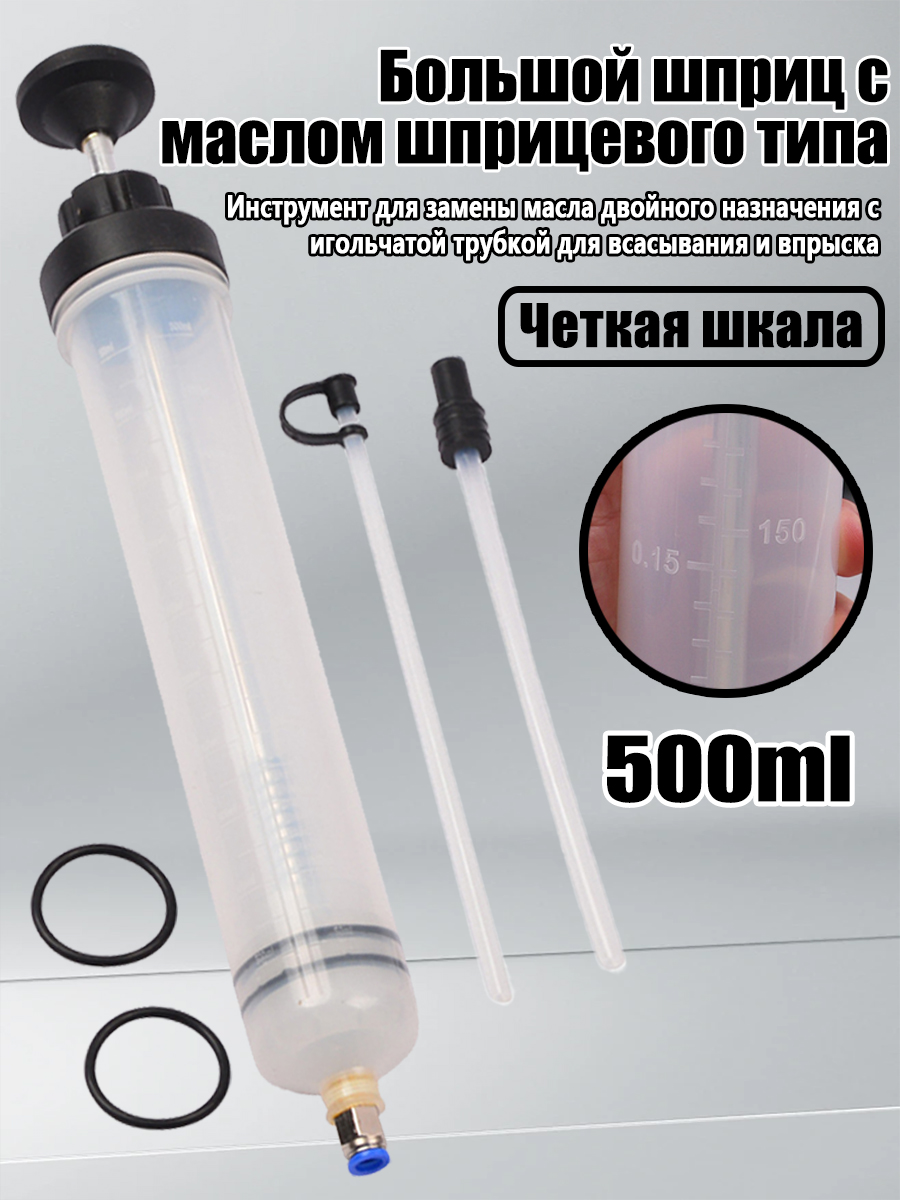 Большой шприц с
маслом шприцевого типа
Инструмент для замены масла двойного назначения с
игольчатой трубкой для всасывания и впрыска
Четкая шкала
0.15
150
500ml